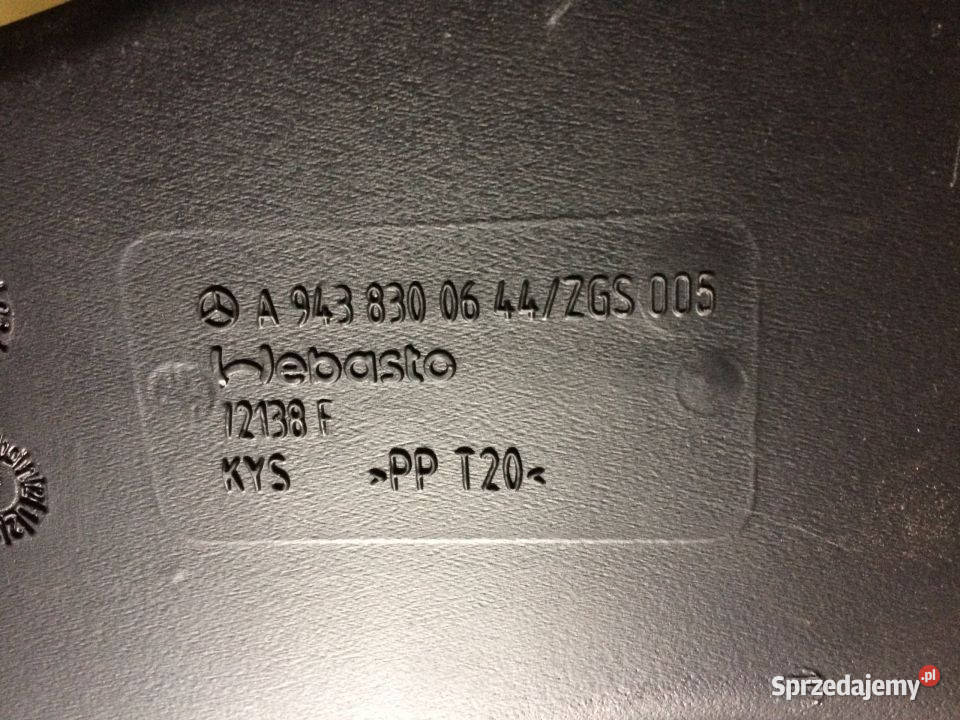 A 943 830 06 44/ZGS 005
Webasto
12138 F
KYS >PP T20<
Sprzedajemy.pl